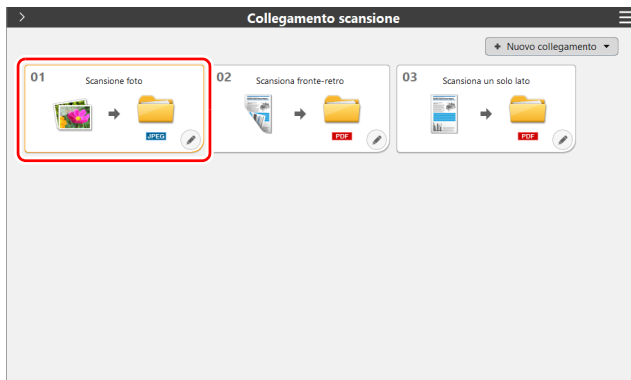 Collegamento scansione
+ Nuovo collegamento
01 Scansione foto
JPEG
02 Scansiona fronte-retro
PDF
03 Scansiona un solo lato
PDF